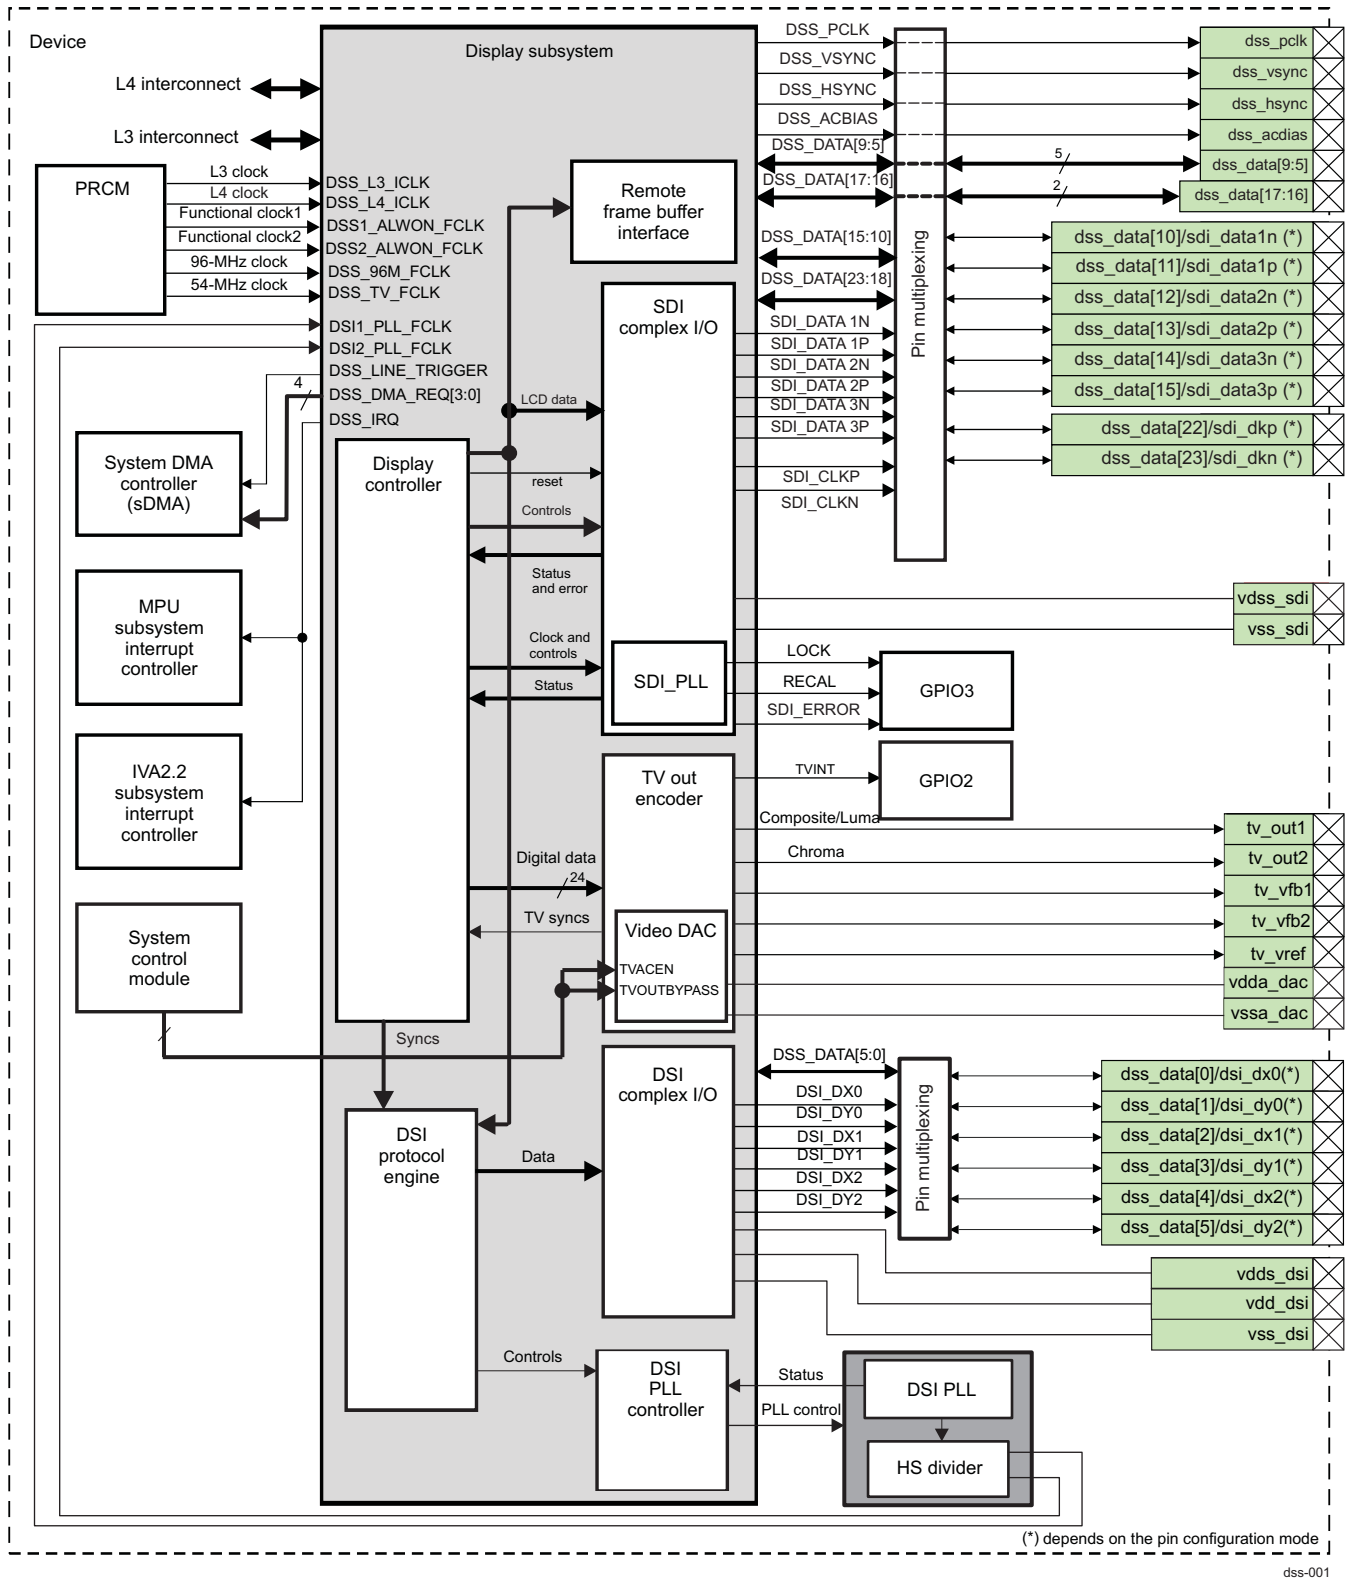 Device
Display subsystem
L4 interconnect
L3 interconnect
PRCM
L3 clock
L4 clock
Functional clock1
Functional clock2
96-MHz clock
54-MHz clock
DSS_L3_ICLK
DSS_L4_ICLK
DSS1_ALWON_FCLK
DSS2_ALWON_FCLK
DSS_96M_FCLK
DSS_TV_FCLK
DSI1_PLL_FCLK
DSI2_PLL_FCLK
DSS_LINE_TRIGGER
4
DSS_DMA_REQ[3:0]
DSS_IRQ
System DMA
controller
(sDMA)
MPU
subsystem
interrupt
controller
IVA2.2
subsystem
interrupt
controller
System
control
module
Display
controller
Remote
frame buffer
interface
SDI
complex I/O
LCD data
reset
Controls
Status
and error
Clock and
controls
Status
SDI_PLL
TV out
encoder
Digital data
24
TV syncs
Video DAC
TVACEN
TVOUTBYPASS
Syncs
DSI
protocol
engine
Data
DSI
complex I/O
Controls
DSI
PLL
controller
DSS_PCLK
DSS_VSYNC
DSS_HSYNC
DSS_ACBIAS
DSS_DATA[9:5]
DSS_DATA[17:16]
DSS_DATA[15:10]
DSS_DATA[23:18]
SDI_DATA 1N
SDI_DATA 1P
SDI_DATA 2N
SDI_DATA 2P
SDI_DATA 3N
SDI_DATA 3P
SDI_CLKP
SDI_CLKN
Pin multiplexing
5
2
dss_pclk
dss_vsync
dss_hsync
dss_acdias
dss_data[9:5]
dss_data[17:16]
dss_data[10]/sdi_data1n (*)
dss_data[11]/sdi_data1p (*)
dss_data[12]/sdi_data2n (*)
dss_data[13]/sdi_data2p (*)
dss_data[14]/sdi_data3n (*)
dss_data[15]/sdi_data3p (*)
dss_data[22]/sdi_dkp (*)
dss_data[23]/sdi_dkn (*)
vdss_sdi
vss_sdi
LOCK
RECAL
SDI_ERROR
GPIO3
TVINT
GPIO2
Composite/Luma
Chroma
tv_out1
tv_out2
tv_vfb1
tv_vfb2
tv_vref
vdda_dac
vssa_dac
DSS_DATA[5:0]
DSI_DX0
DSI_DY0
DSI_DX1
DSI_DY1
DSI_DX2
DSI_DY2
Pin multiplexing
dss_data[0]/dsi_dx0(*)
dss_data[1]/dsi_dy0(*)
dss_data[2]/dsi_dx1(*)
dss_data[3]/dsi_dy1(*)
dss_data[4]/dsi_dx2(*)
dss_data[5]/dsi_dy2(*)
vdds_dsi
vdd_dsi
vss_dsi
Status
PLL control
DSI PLL
HS divider
(*) depends on the pin configuration mode
dss-001